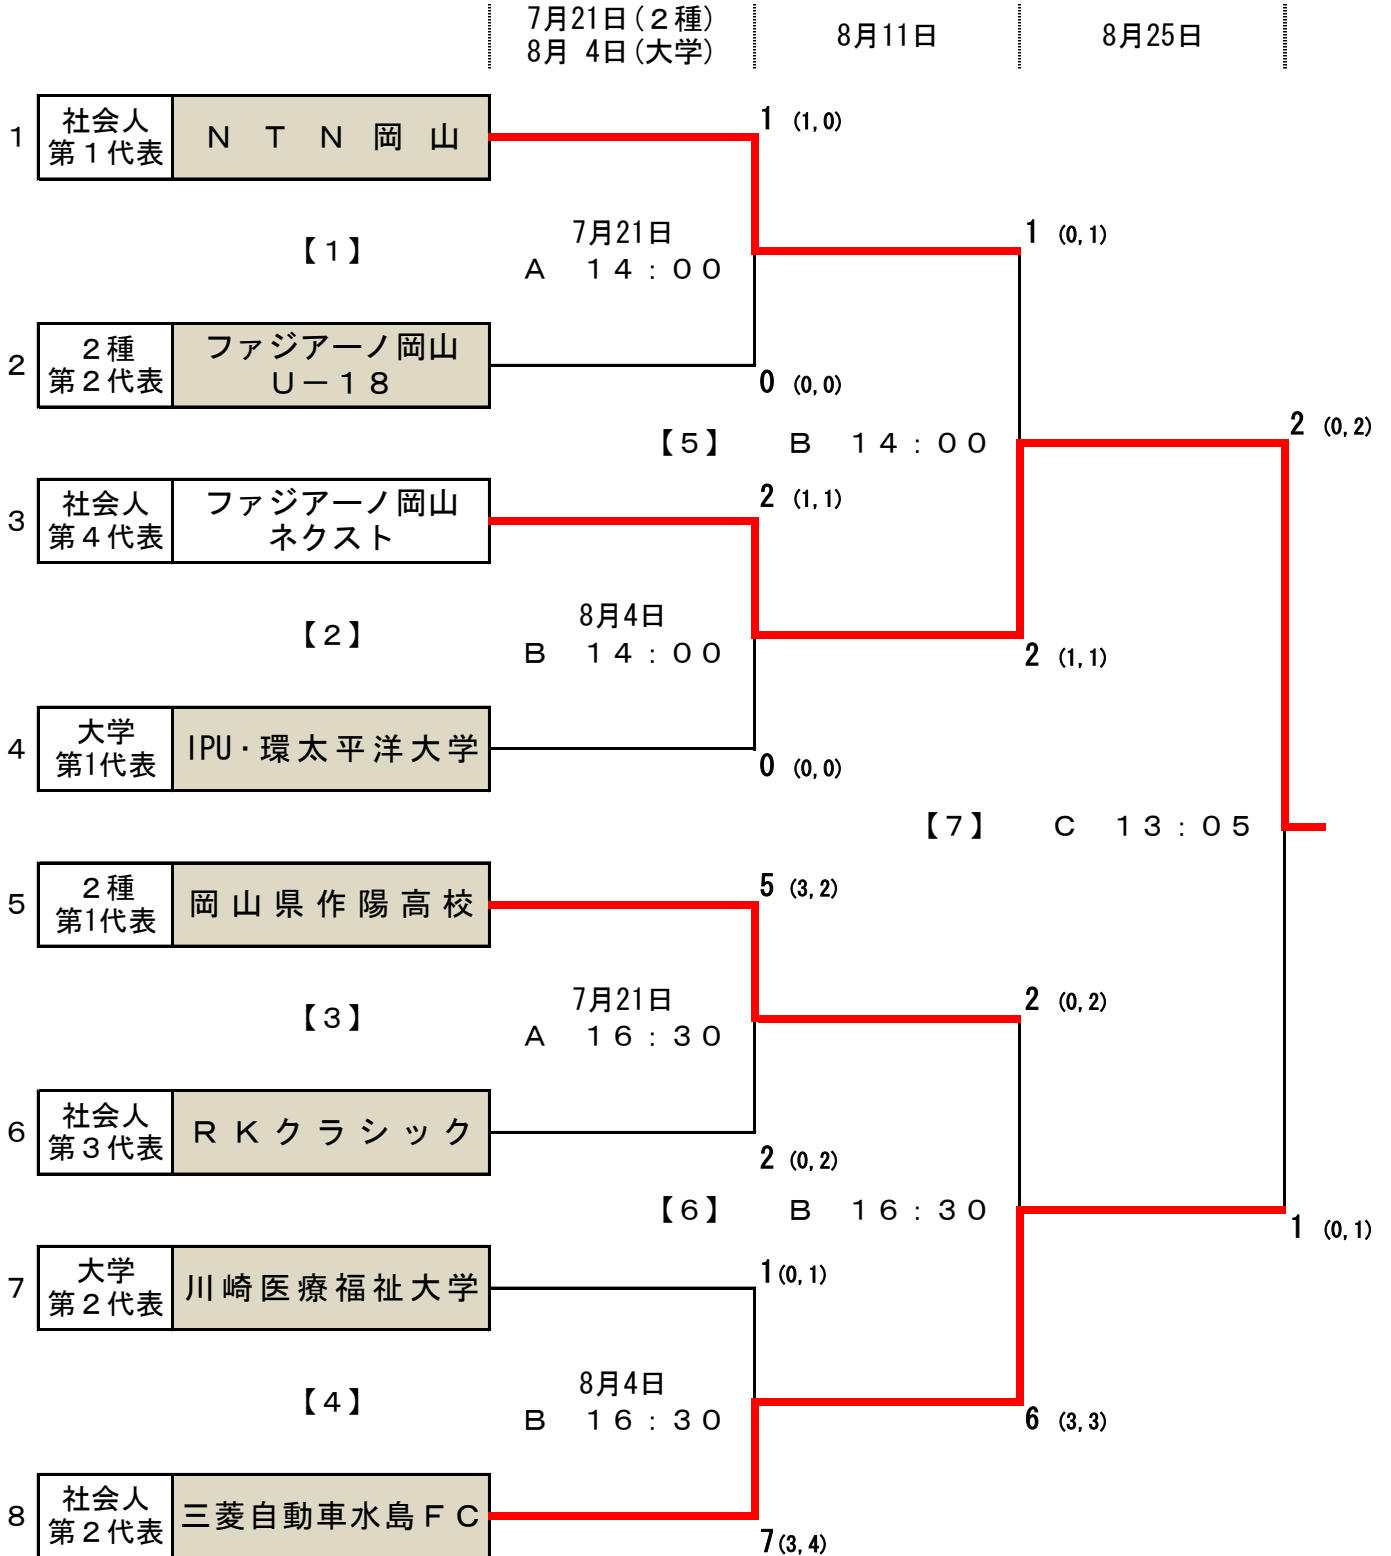 7月21日(２種)
8月 4日(大学)
8月11日
8月25日
1
社会人
第１代表
ＮＴＮ岡山
1 (1,0)
【１】
7月21日
Ａ　１４：００
1 (0,1)
2
２種
第２代表
ファジアーノ岡山
Ｕ－１８
0 (0,0)
【５】　Ｂ　１４：００
2 (0,2)
3
社会人
第４代表
ファジアーノ岡山
ネクスト
2 (1,1)
【２】
8月4日
Ｂ　１４：００
2 (1,1)
4
大学
第1代表
IPU・環太平洋大学
0 (0,0)
【７】　Ｃ　１３：０５
5
２種
第1代表
岡山県作陽高校
5 (3,2)
【３】
7月21日
Ａ　１６：３０
2 (0,2)
6
社会人
第３代表
ＲＫクラシック
2 (0,2)
【６】　Ｂ　１６：３０
1 (0,1)
7
大学
第２代表
川崎医療福祉大学
1(0,1)
【４】
8月4日
Ｂ　１６：３０
6 (3,3)
8
社会人
第２代表
三菱自動車水島ＦＣ
7(3,4)